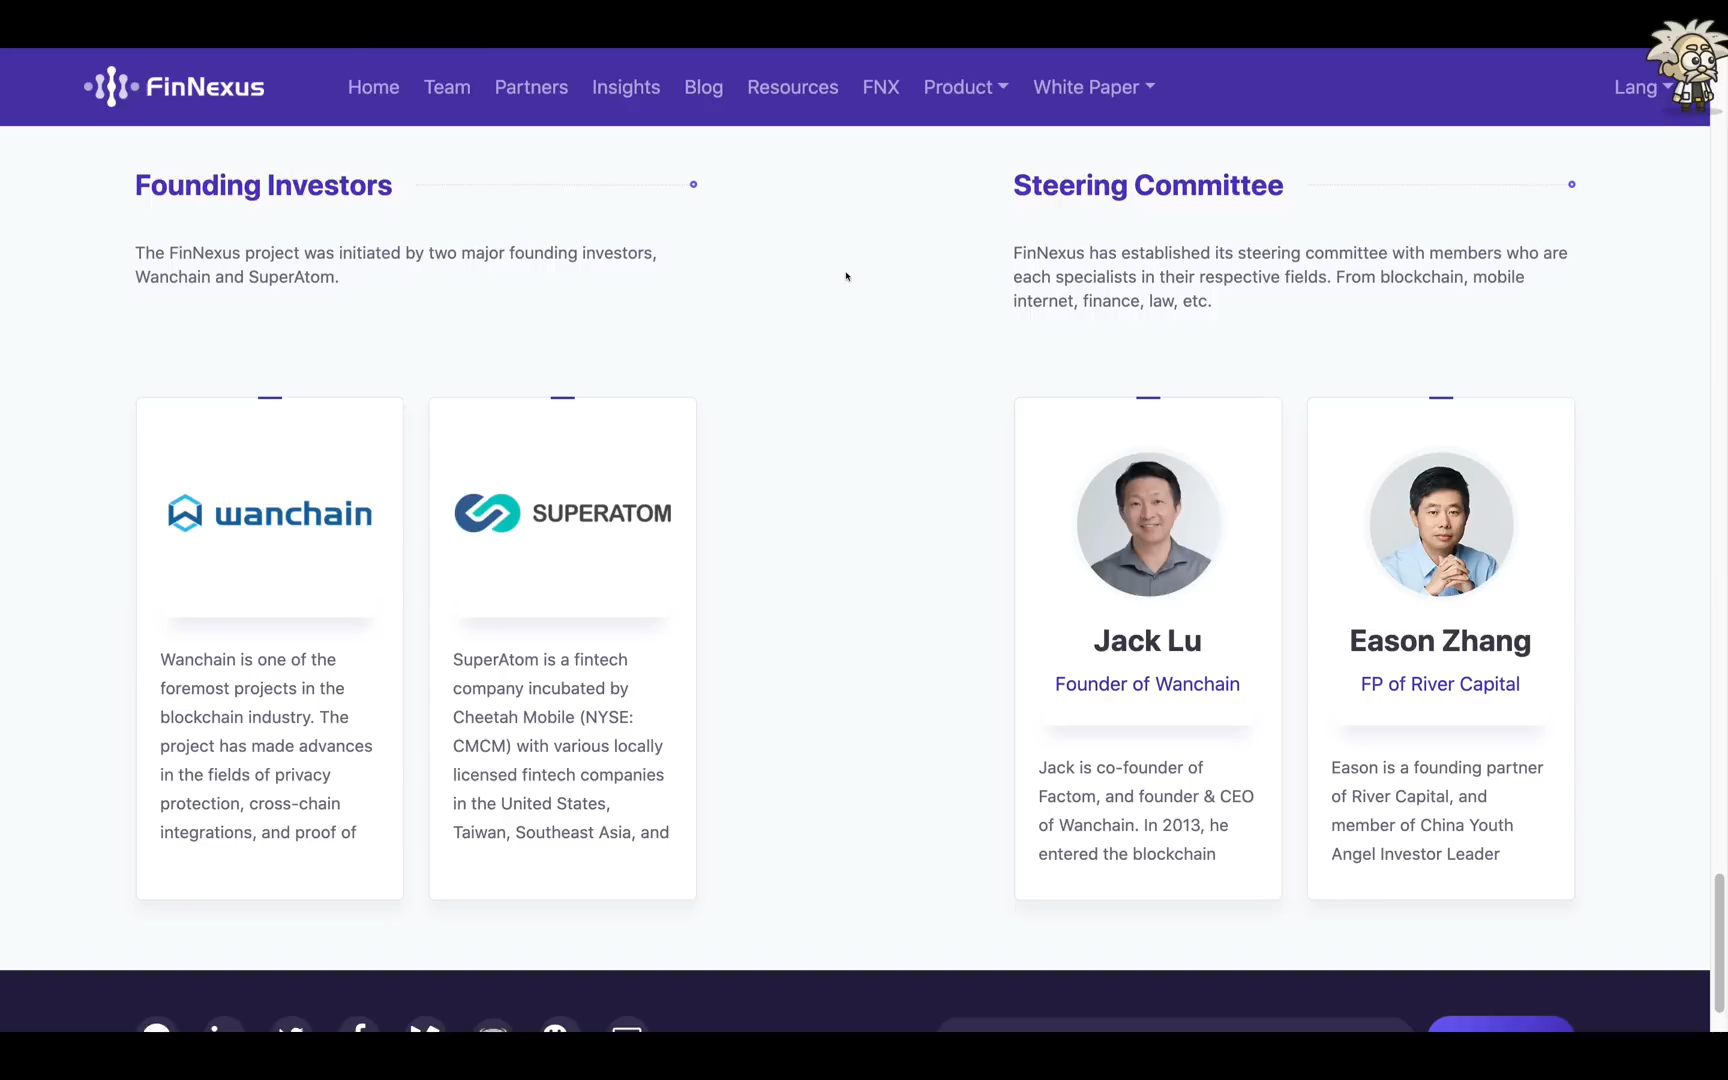 FinNexus
Home Team Partners Insights Blog Resources FNX Product White Paper Lang
Founding Investors
The FinNexus project was initiated by two major founding investors,
Wanchain and SuperAtom.
wanchain
Wanchain is one of the
foremost projects in the
blockchain industry. The
project has made advances
in the fields of privacy
protection, cross-chain
integrations, and proof of
SUPERATOM
SuperAtom is a fintech
company incubated by
Cheetah Mobile (NYSE:
CMCM) with various locally
licensed fintech companies
in the United States,
Taiwan, Southeast Asia, and
Steering Committee
FinNexus has established its steering committee with members who are
each specialists in their respective fields. From blockchain, mobile
internet, finance, law, etc.
Jack Lu
Founder of Wanchain
Jack is co-founder of
Factom, and founder & CEO
of Wanchain. In 2013, he
entered the blockchain
Eason Zhang
FP of River Capital
Eason is a founding partner
of River Capital, and
member of China Youth
Angel Investor Leader